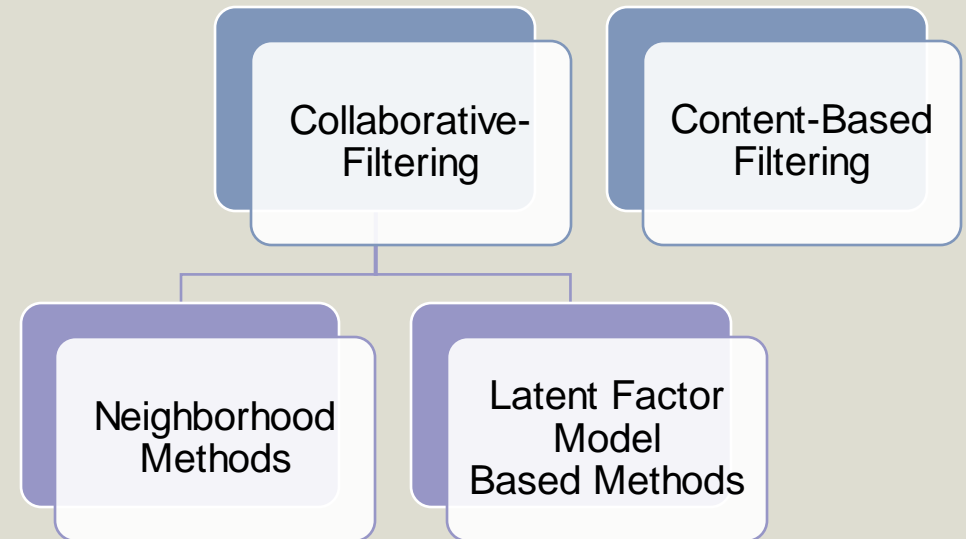 Collaborative-
Filtering
Content-Based
Filtering
Neighborhood
Methods
Latent Factor
Model
Based Methods